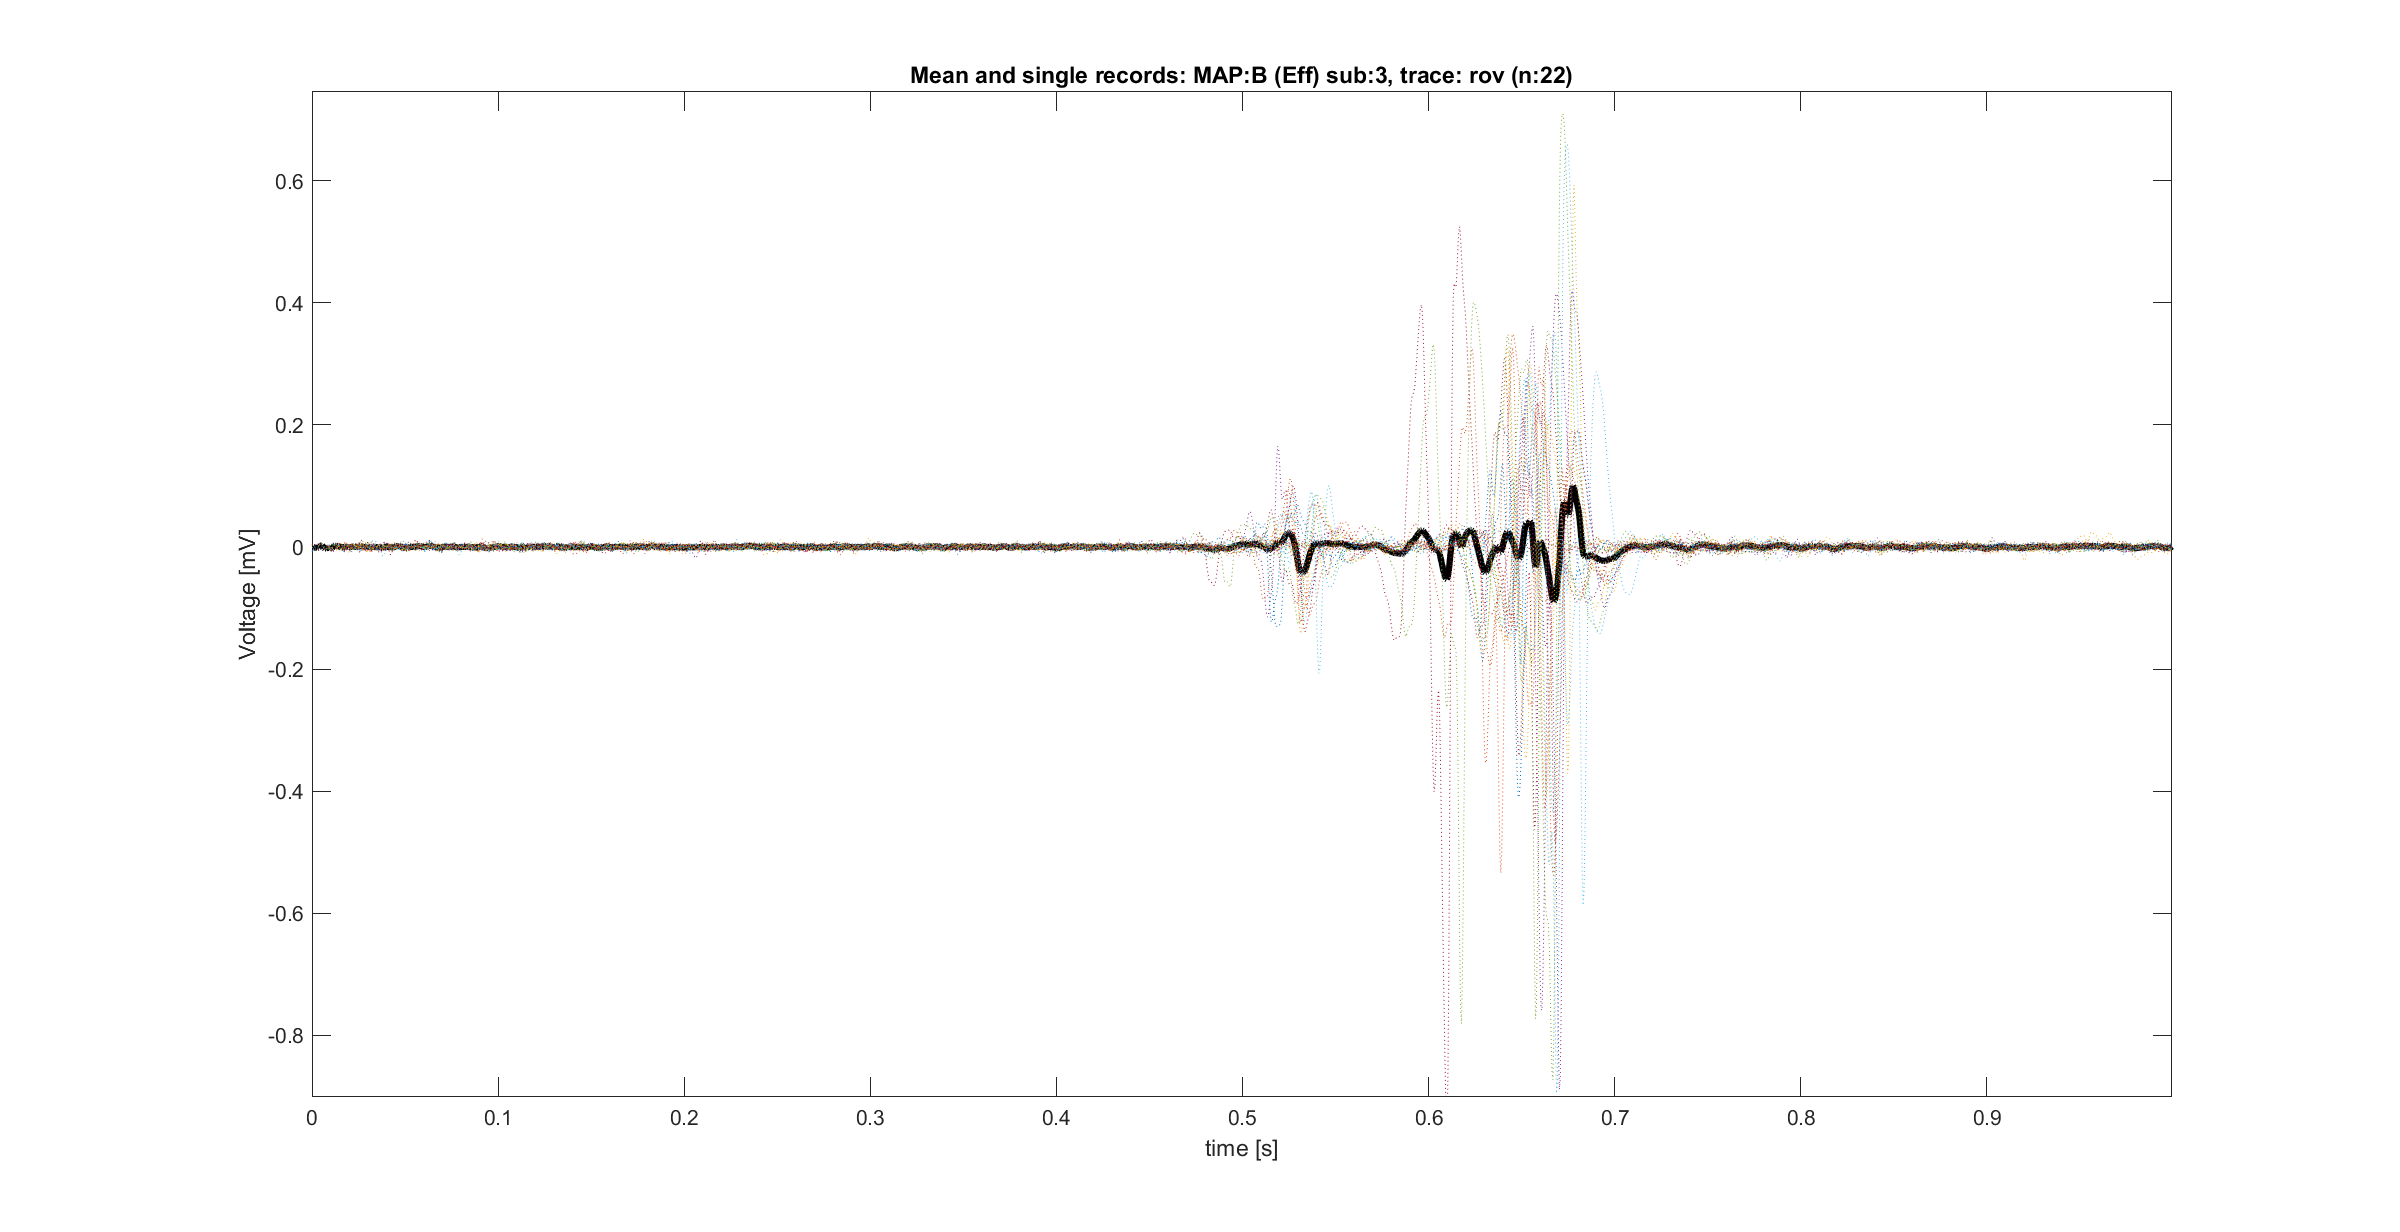 Mean and single records: MAP:B (Eff) sub:3, trace: rov (n:22)
0.6
0.4
0.2
0
-0.2
-0.4
-0.6
-0.8
Voltage [mV]
0 0.1 0.2 0.3 0.4 0.5 0.6 0.7 0.8 0.9
time [s]